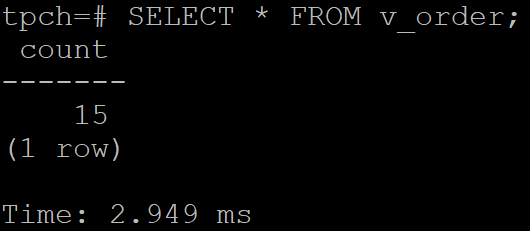 tpch=# SELECT * FROM v_order;
 count
-------
    15
(1 row)

Time: 2.949 ms